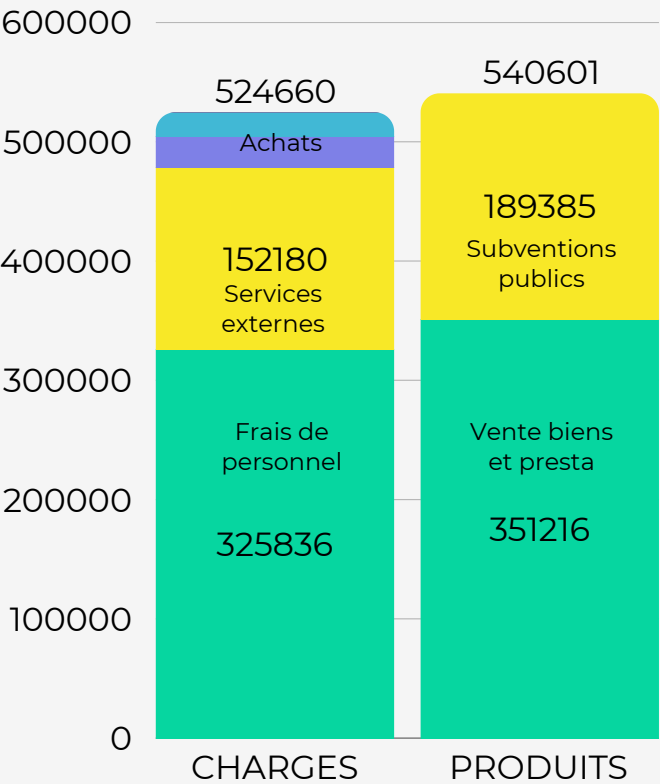 600000
500000
400000
300000
200000
100000
0
524660
Achats
152180
Services
externes
Frais de
personnel
325836
CHARGES
540601
189385
Subventions
publics
Vente biens
et presta
351216
PRODUITS